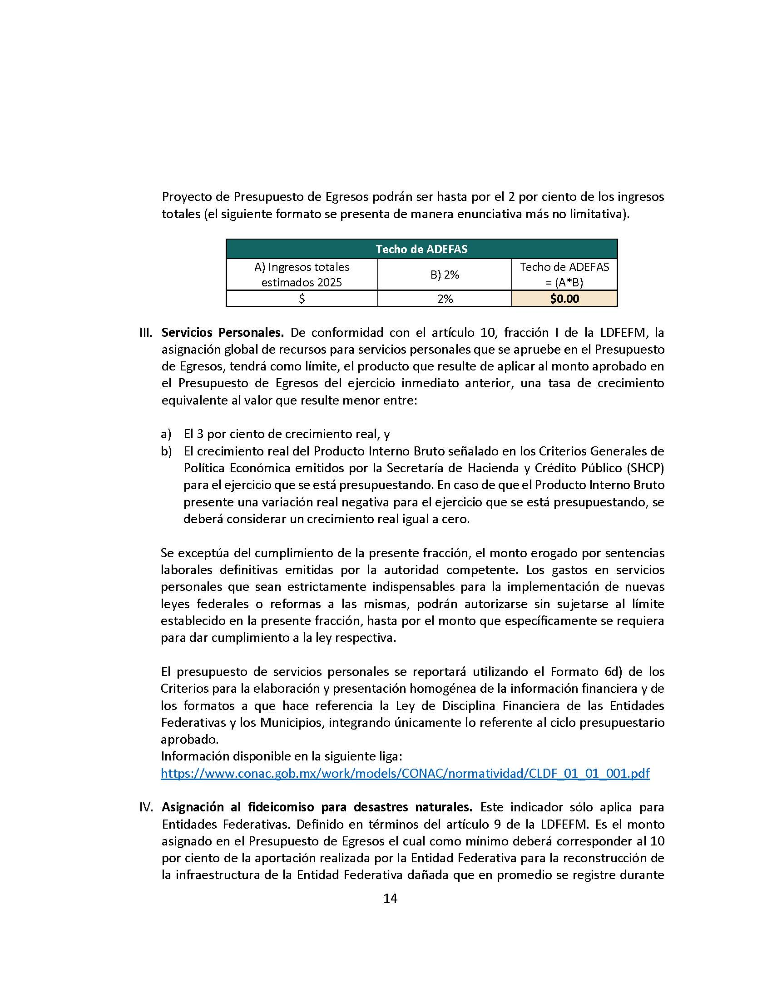 Proyecto de Presupuesto de Egresos podrán ser hasta por el 2 por ciento de los ingresos
totales (el siguiente formato se presenta de manera enunciativa más no limitativa).
Techo de ADEFAS
A) Ingresos totales
estimados 2025
B) 2%
Techo de ADEFAS
= (A*B)
$
2%
$0.00
III. Servicios Personales. De conformidad con el artículo 10, fracción I de la LDFEFM, la
asignación global de recursos para servicios personales que se apruebe en el Presupuesto
de Egresos, tendrá como límite, el producto que resulte de aplicar al monto aprobado en
el Presupuesto de Egresos del ejercicio inmediato anterior, una tasa de crecimiento
equivalente al valor que resulte menor entre:
a) El 3 por ciento de crecimiento real, y
b) El crecimiento real del Producto Interno Bruto señalado en los Criterios Generales de
Política Económica emitidos por la Secretaría de Hacienda y Crédito Público (SHCP)
para el ejercicio que se está presupuestando. En caso de que el Producto Interno Bruto
presente una variación real negativa para el ejercicio que se está presupuestando, se
deberá considerar un crecimiento real igual a cero.
Se exceptúa del cumplimiento de la presente fracción, el monto erogado por sentencias
laborales definitivas emitidas por la autoridad competente. Los gastos en servicios
personales que sean estrictamente indispensables para la implementación de nuevas
leyes federales o reformas a las mismas, podrán autorizarse sin sujetarse al límite
establecido en la presente fracción, hasta por el monto que específicamente se requiera
para dar cumplimiento a la ley respectiva.
El presupuesto de servicios personales se reportará utilizando el Formato 6d) de los
Criterios para la elaboración y presentación homogénea de la información financiera y de
los formatos a que hace referencia la Ley de Disciplina Financiera de las Entidades
Federativas y los Municipios, integrando únicamente lo referente al ciclo presupuestario
aprobado.
Información disponible en la siguiente liga:
https://www.conac.gob.mx/work/models/CONAC/normatividad/CLDF_01_01_001.pdf
IV. Asignación al fideicomiso para desastres naturales. Este indicador sólo aplica para
Entidades Federativas. Definido en términos del artículo 9 de la LDFEFM. Es el monto
asignado en el Presupuesto de Egresos el cual como mínimo deberá corresponder al 10
por ciento de la aportación realizada por la Entidad Federativa para la reconstrucción de
la infraestructura de la Entidad Federativa dañada que en promedio se registre durante
14